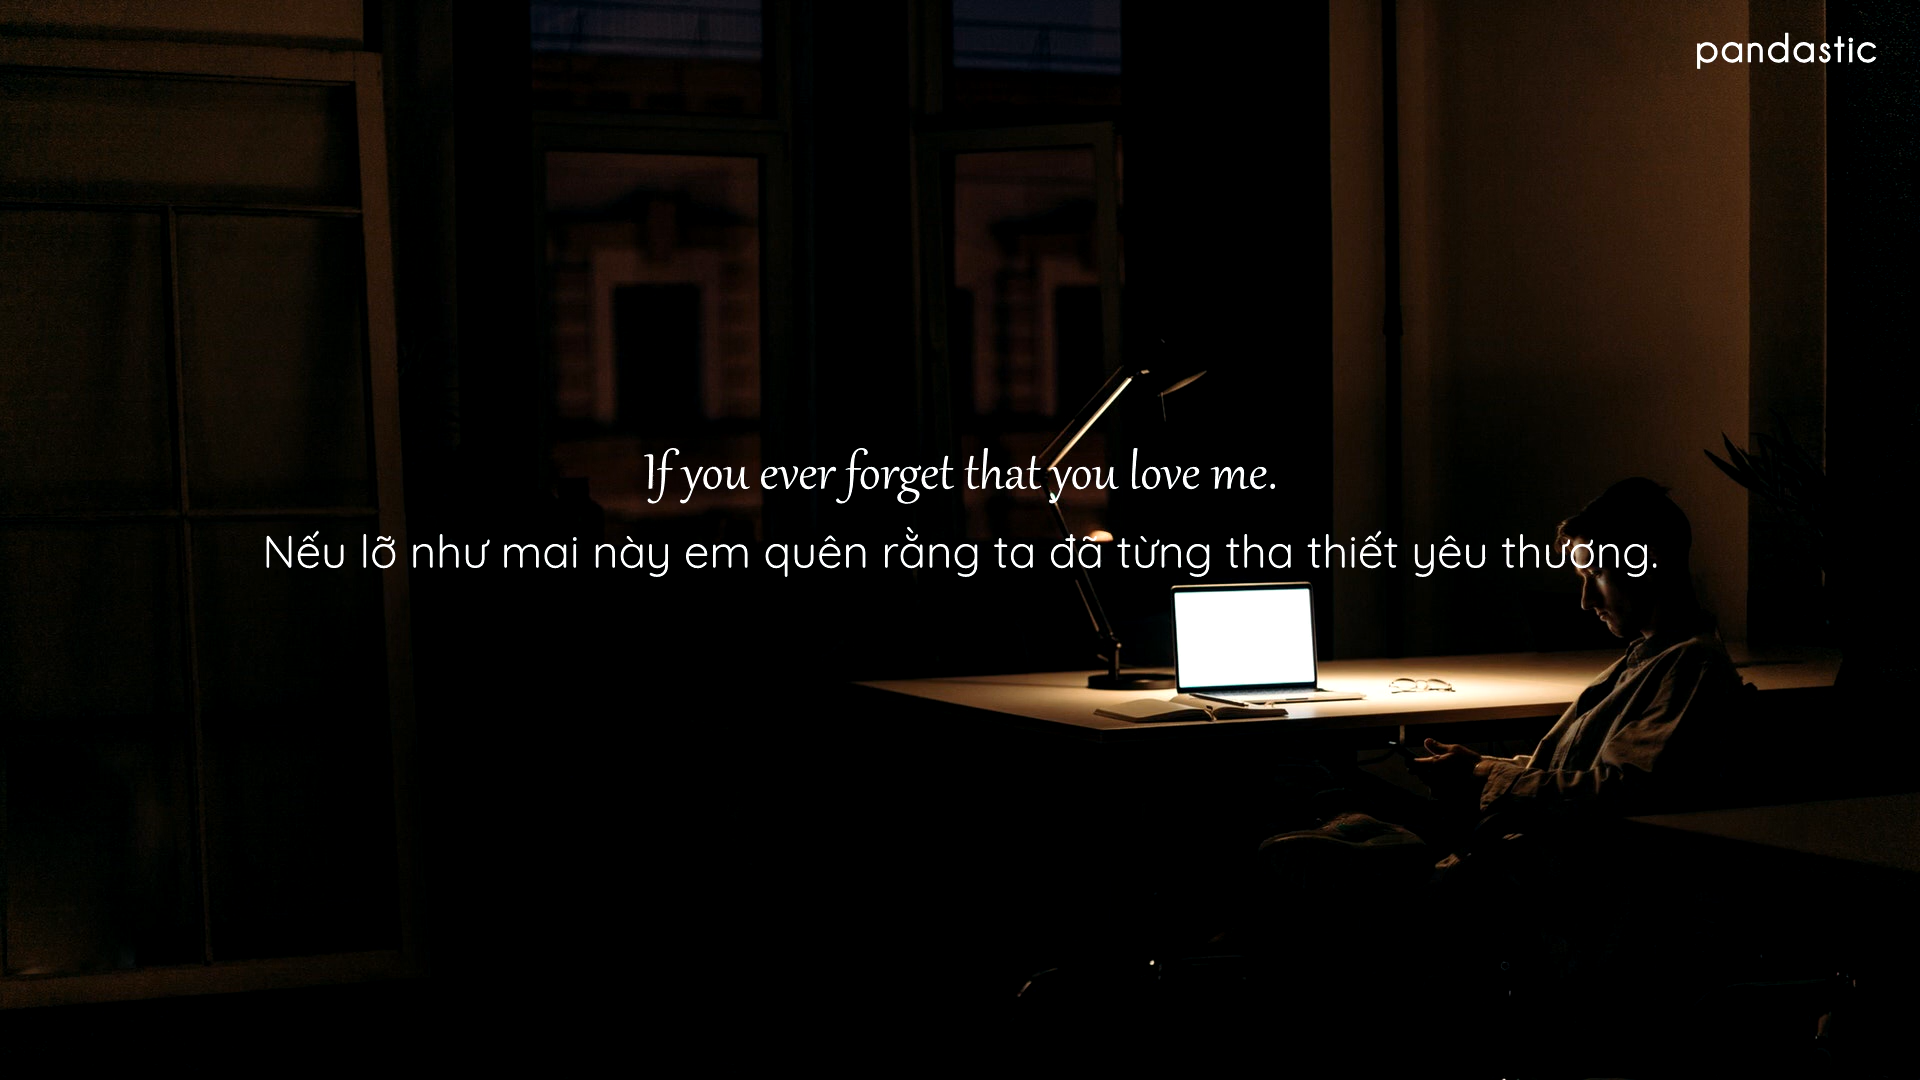 pandastic
If you ever forget that you love me.
Nếu lỡ như mai này em quên rằng ta đã từng tha thiết yêu thương.